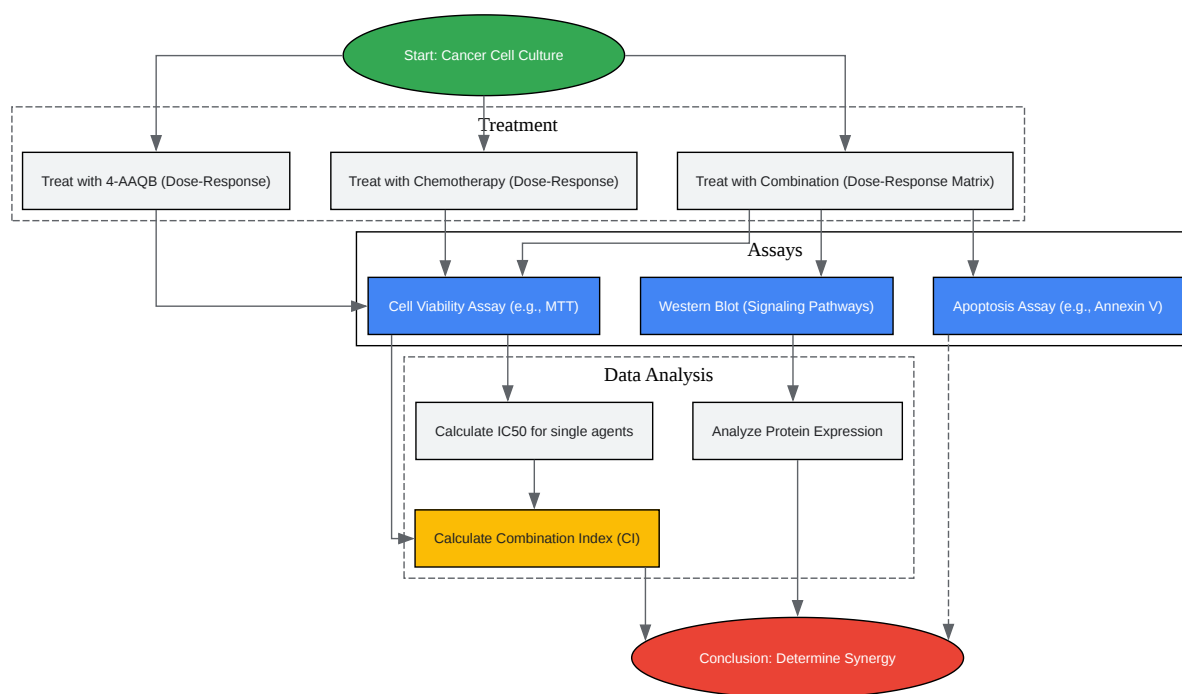 Start: Cancer Cell Culture
Treatment
Treat with 4-AAQB (Dose-Response)
Treat with Chemotherapy (Dose-Response)
Treat with Combination (Dose-Response Matrix)
Assays
Cell Viability Assay (e.g., MTT)
Western Blot (Signaling Pathways)
Apoptosis Assay (e.g., Annexin V)
Data Analysis
Calculate IC50 for single agents
Analyze Protein Expression
Calculate Combination Index (CI)
Conclusion: Determine Synergy